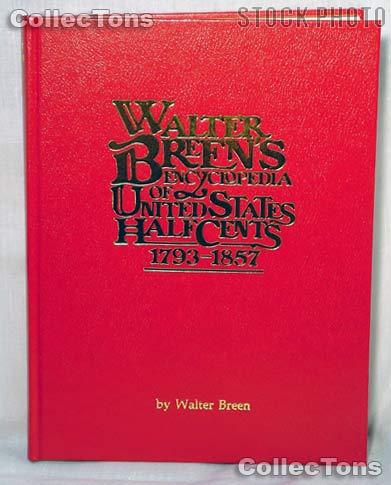 CollecTons
STOCK PHOTO
WALTER
BREEN'S
ENCYCLOPEDIA
OF
UNITED STATES
HALF CENTS
1793-1857
by Walter Breen
CollecTons